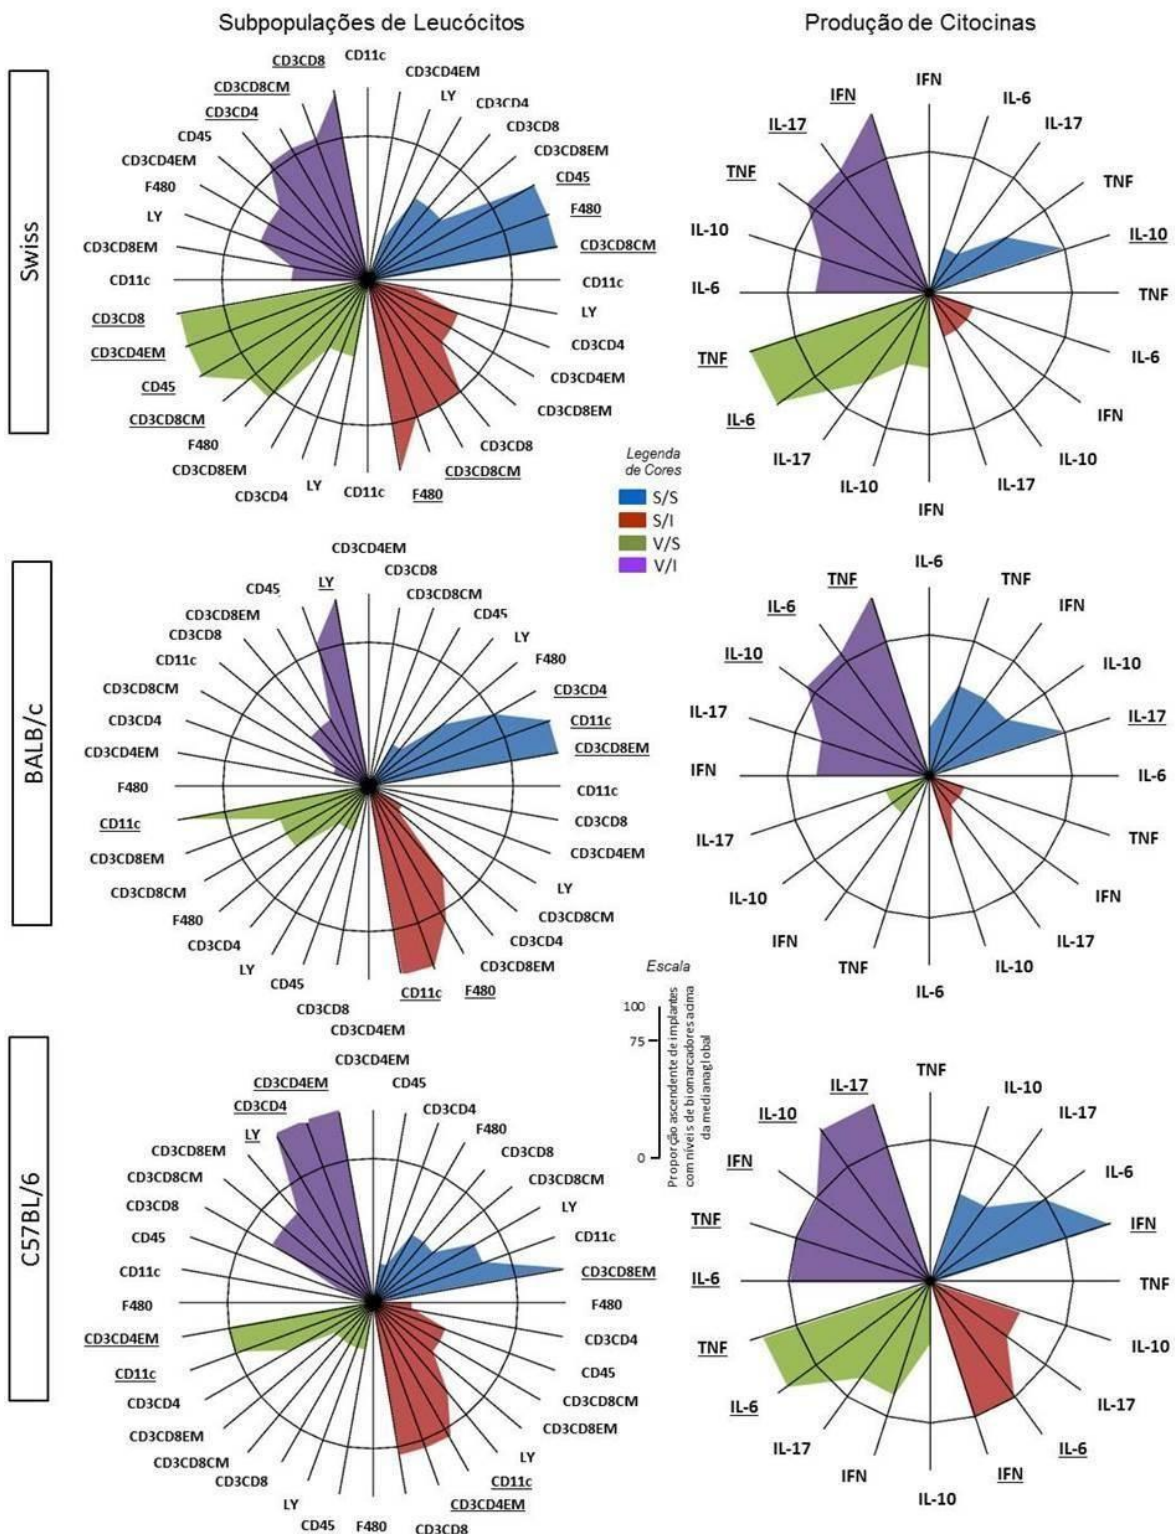 Subpopulações de Leucócitos
Produção de Citocinas
Swiss
CD11c
CD3CD4EM
LY
CD3CD4
CD3CD8
CD3CD8EM
CD45
F480
CD3CD8CM
CD11c
LY
CD3CD4
CD3CD4EM
CD3CD8EM
CD3CD8
CD3CD8CM
F480
CD11c
LY
CD3CD4
CD3CD8EM
F480
CD3CD8CM
CD45
CD3CD4EM
CD3CD8
CD11c
CD3CD8EM
LY
F480
CD3CD4EM
CD45
CD3CD4
CD3CD8CM
CD3CD8
IFN
IL-6
IL-17
TNF
IL-10
TNF
IL-6
IFN
IL-10
IL-17
IFN
IL-10
IL-17
IL-6
TNF
IL-6
IL-10
TNF
IL-17
IFN
Legenda
de Cores
S/S
S/I
V/S
V/I
BALB/c
CD3CD4EM
CD3CD8
CD3CD8CM
CD45
LY
F480
CD3CD4
CD11c
CD3CD8EM
CD11c
CD3CD8
CD3CD4EM
LY
CD3CD8CM
CD3CD4
CD3CD8EM
F480
CD11c
CD3CD4EM
CD3CD8
CD45
LY
CD3CD4
F480
CD3CD8CM
CD3CD8EM
CD11c
F480
CD3CD4EM
CD3CD4
CD3CD8CM
CD11c
CD3CD8
CD3CD8EM
CD45
LY
IL-6
TNF
IFN
IL-10
IL-17
IL-6
TNF
IFN
IL-17
IL-10
IL-6
TNF
IFN
IL-10
IL-17
IFN
IL-17
IL-10
IL-6
TNF
Escala
100
75
0
Proporção ascendente de implantes
com níveis de biomarcadores acima
da mediana global
C57BL/6
CD3CD4EM
CD45
CD3CD4
F480
CD3CD8
CD3CD8CM
LY
CD11c
CD3CD8EM
F480
CD3CD4
CD45
CD3CD8CM
CD3CD8EM
LY
CD11c
CD3CD4EM
CD3CD8
F480
CD45
LY
CD3CD8
CD3CD8CM
CD3CD8EM
CD3CD4
CD11c
CD3CD4EM
F480
CD11c
CD45
CD3CD8
CD3CD8CM
CD3CD8EM
LY
CD3CD4
CD3CD4EM
TNF
IL-10
IL-17
IL-6
IFN
TNF
IL-10
IL-17
IL-6
IFN
IL-10
IFN
IL-17
IL-6
TNF
IL-6
TNF
IFN
IL-10
IL-17